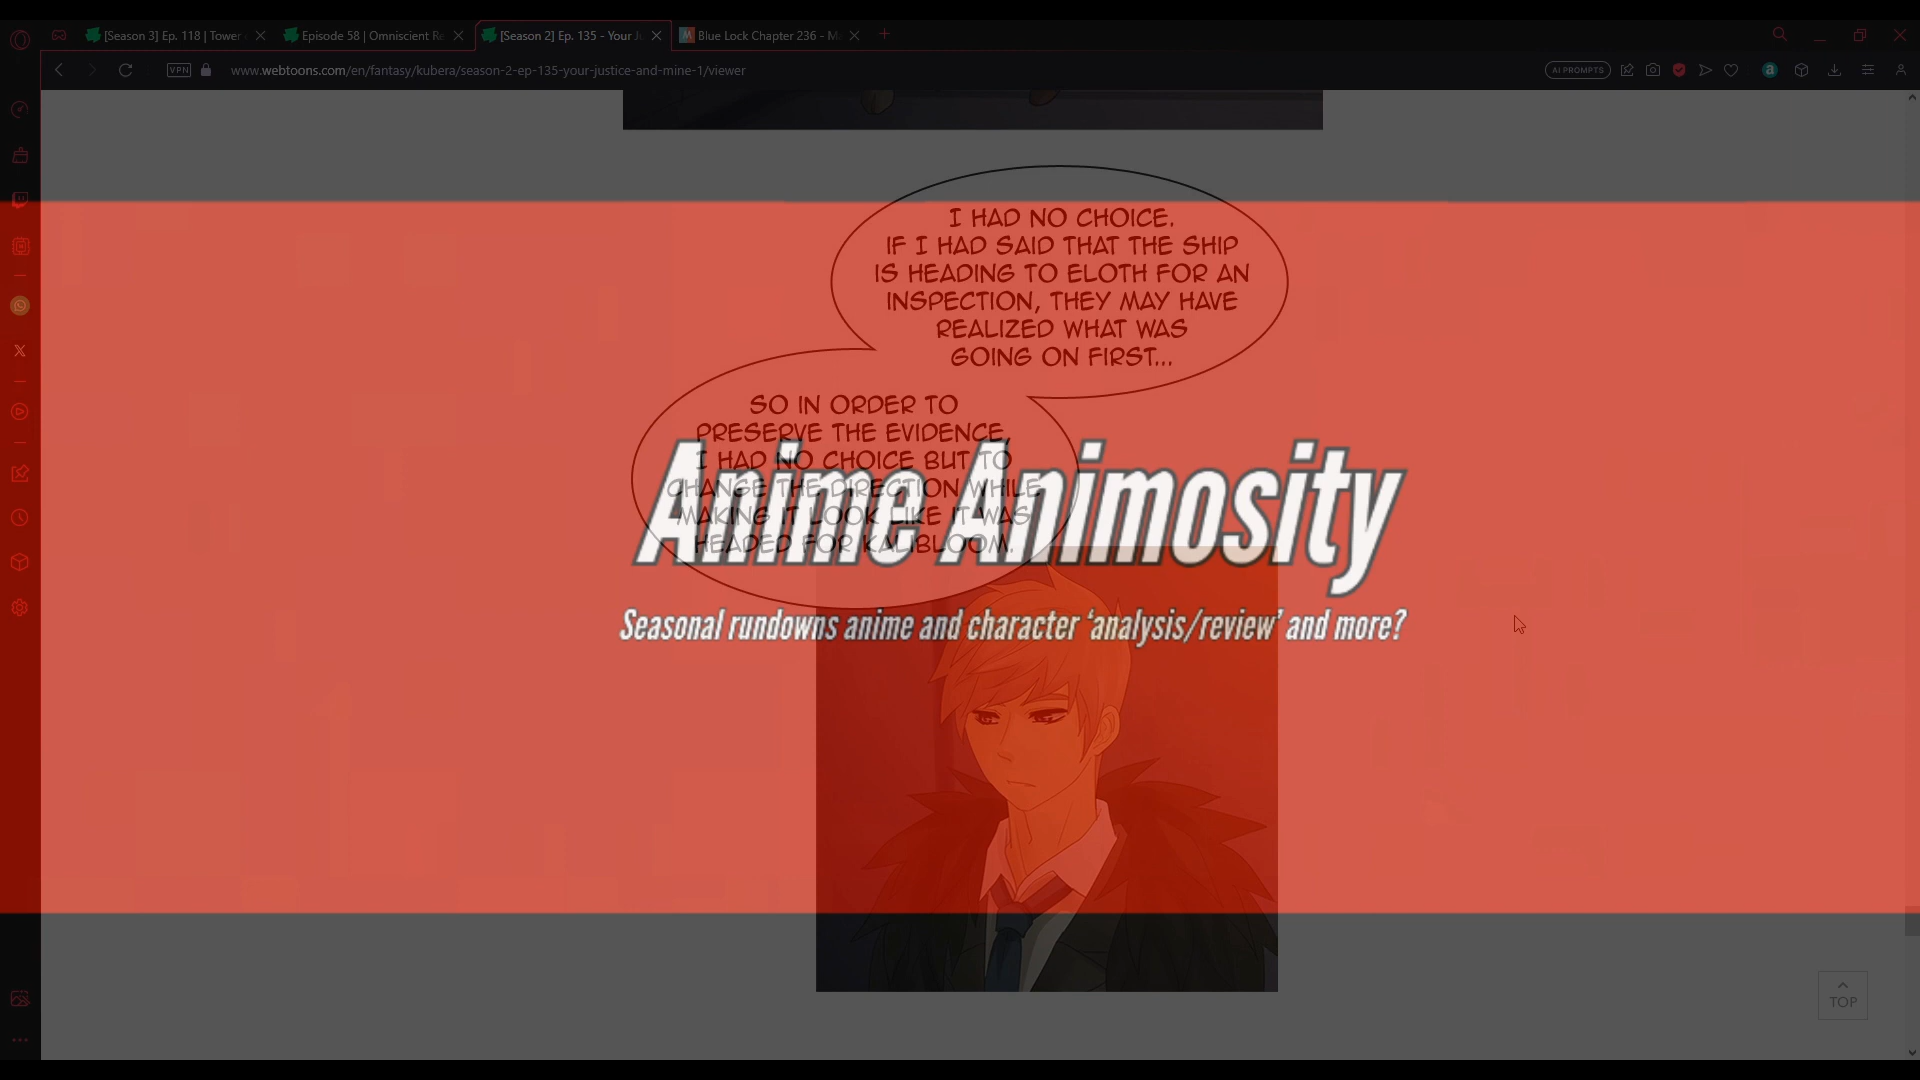 [Season 3] Ep. 118 | Tower
Episode 58 | Omniscient Re
[Season 2] Ep. 135 - Your Ju
Blue Lock Chapter 236 - M
VPN
www.webtoons.com/en/fantasy/kubera/season-2-ep-135-your-justice-and-mine-1/viewer
AI PROMPTS
I HAD NO CHOICE.
IF I HAD SAID THAT THE SHIP
IS HEADING TO ELOTH FOR AN
INSPECTION, THEY MAY HAVE
REALIZED WHAT WAS
GOING ON FIRST...
SO IN ORDER TO
PRESERVE THE EVIDENCE,
I HAD NO CHOICE BUT TO
CHANGE THE DIRECTION WHILE
MAKING IT LOOK LIKE IT WAS
HEADED FOR KALIBLOOM.
Anime Animosity
Seasonal rundowns anime and character ‘analysis/review’ and more?
TOP